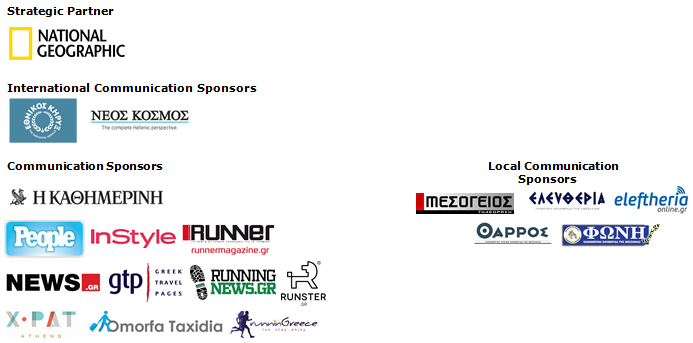 Strategic Partner
NATIONAL
GEOGRAPHIC
International Communication Sponsors
ΕΘΝΙΚΟΣ ΚΗΡΥΞ
ΝΕΟΣ ΚΟΣΜΟΣ
The complete Hellenic perspective.
Communication Sponsors
Η ΚΑΘΗΜΕΡΙΝΗ
People
InStyle
RUNNER
runnermagazine.gr
NEWS.GR
gtp
GREEK
TRAVEL
PAGES
RUNNING
NEWS.GR
RUNSTER
.GR
X·PAT
ATHENS
Omorfa Taxidia
runninGreece
run. stay. enjoy
Local Communication
Sponsors
ΜΕΣΟΓΕΙΟΣ
ΤΗΛΕΟΡΑΣΗ
ΕΛΕΥΘΕΡΙΑ
eleftheria
online.gr
ΘΑΡΡΟΣ
ΦΩΝΗ